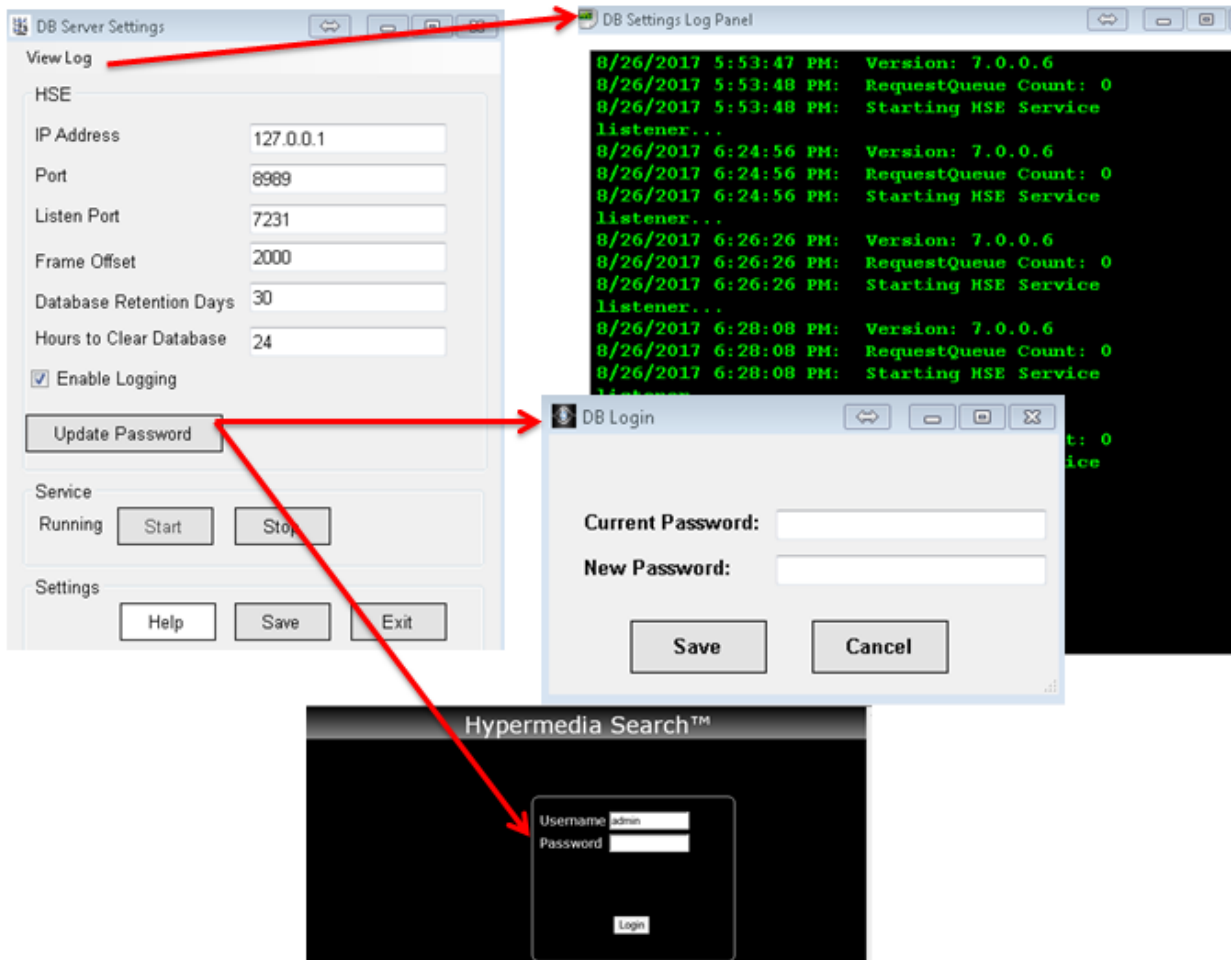 DB Server Settings
View Log
HSE
IP Address 127.0.0.1
Port 8989
Listen Port 7231
Frame Offset 2000
Database Retention Days 30
Hours to Clear Database 24
Enable Logging
Update Password
Service
Running Start Stop
Settings
Help Save Exit
DB Settings Log Panel
8/26/2017 5:53:47 PM: Version: 7.0.0.6
8/26/2017 5:53:48 PM: RequestQueue Count: 0
8/26/2017 5:53:48 PM: Starting HSE Service
listener...
8/26/2017 6:24:56 PM: Version: 7.0.0.6
8/26/2017 6:24:56 PM: RequestQueue Count: 0
8/26/2017 6:24:56 PM: Starting HSE Service
listener...
8/26/2017 6:26:26 PM: Version: 7.0.0.6
8/26/2017 6:26:26 PM: RequestQueue Count: 0
8/26/2017 6:26:26 PM: Starting HSE Service
listener...
8/26/2017 6:28:08 PM: Version: 7.0.0.6
8/26/2017 6:28:08 PM: RequestQueue Count: 0
8/26/2017 6:28:08 PM: Starting HSE Service
t: 0
ice
DB Login
Current Password:
New Password:
Save Cancel
Hypermedia Search™
Username admin
Password
Login